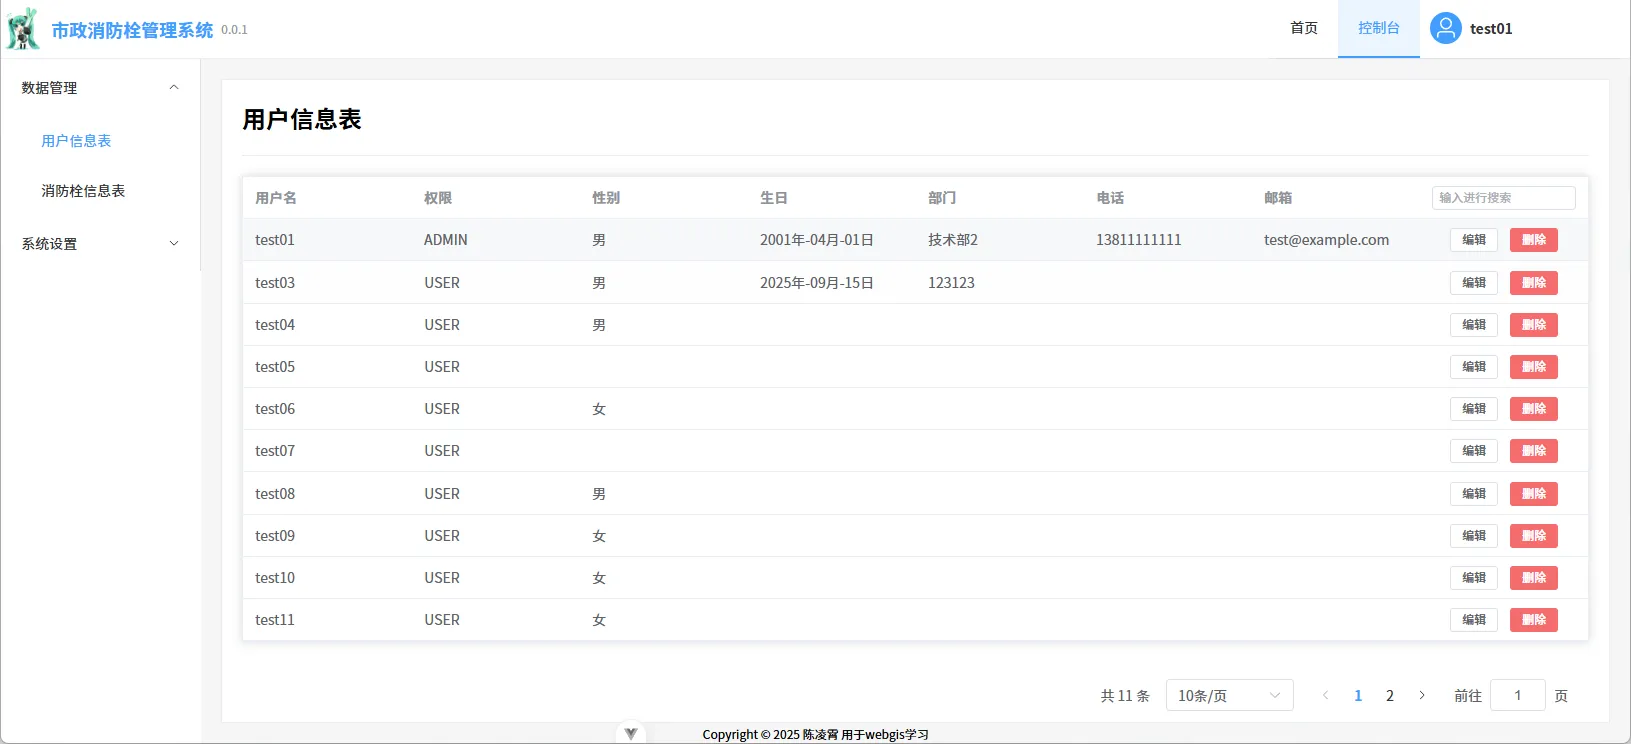 市政消防栓管理系统 0.0.1
首页 控制台 test01
数据管理
用户信息表
消防栓信息表
系统设置
用户信息表
用户名 权限 性别 生日 部门 电话 邮箱 输入进行搜索
test01 ADMIN 男 2001年-04月-01日 技术部2 13811111111 test@example.com 编辑 删除
test03 USER 男 2025年-09月-15日 123123 编辑 删除
test04 USER 男 编辑 删除
test05 USER 编辑 删除
test06 USER 女 编辑 删除
test07 USER 编辑 删除
test08 USER 男 编辑 删除
test09 USER 女 编辑 删除
test10 USER 女 编辑 删除
test11 USER 女 编辑 删除
共 11 条 10条/页 1 2 前往 1 页
Copyright © 2025 陈凌霄 用于webgis学习